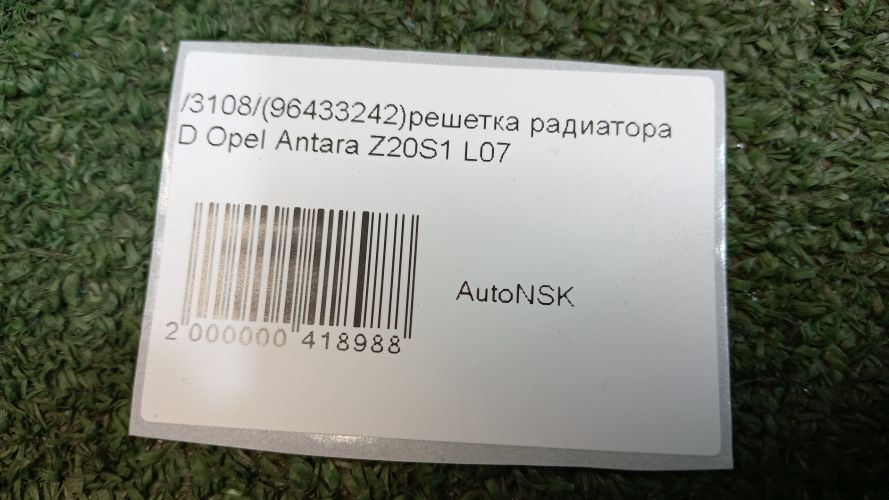 /3108/(96433242)решетка радиатора
D Opel Antara Z20S1 L07
AutoNSK
2 000000 418988